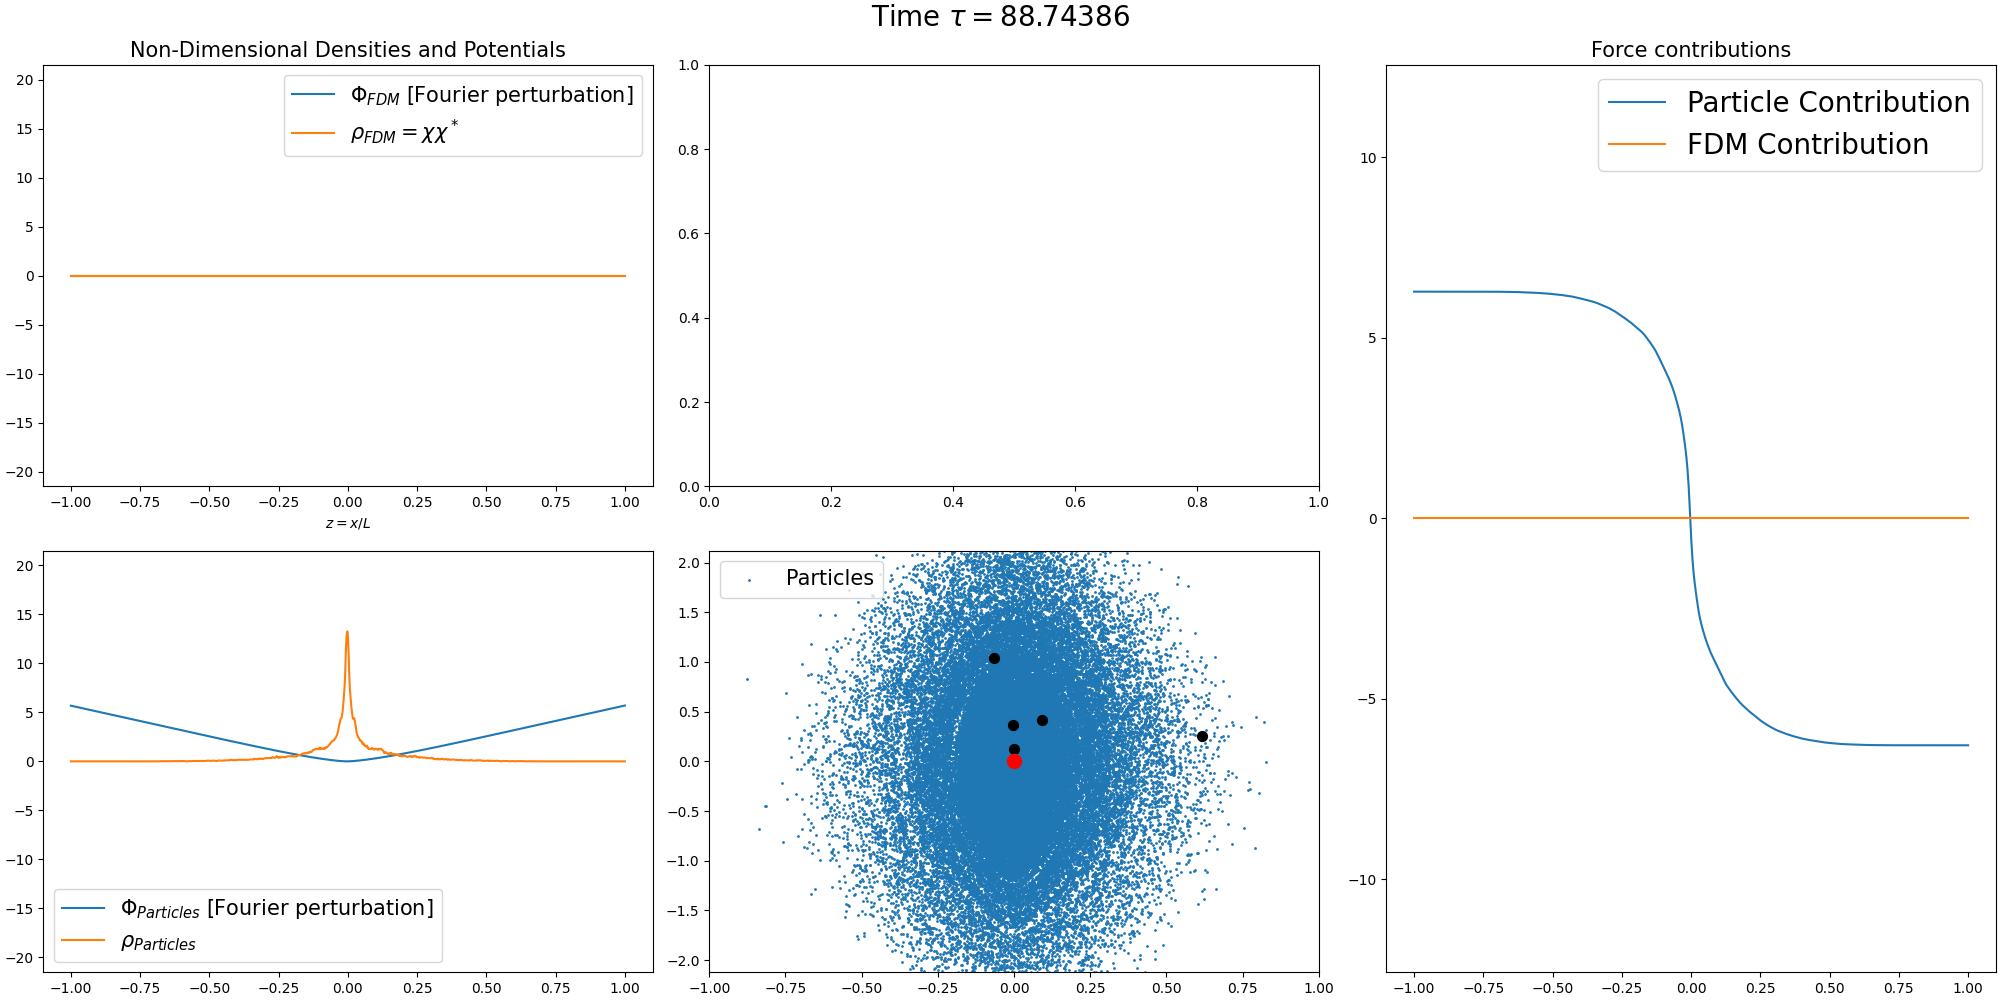 Time τ = 88.74386
Non-Dimensional Densities and Potentials
Φ_FDM [Fourier perturbation]
ρ_FDM = χχ*
20
15
10
5
0
−5
−10
−15
−20
−1.00 −0.75 −0.50 −0.25 0.00 0.25 0.50 0.75 1.00
z = x/L
1.0
0.8
0.6
0.4
0.2
0.0
0.0 0.2 0.4 0.6 0.8 1.0
Force contributions
Particle Contribution
FDM Contribution
10
5
0
−5
−10
−1.00 −0.75 −0.50 −0.25 0.00 0.25 0.50 0.75 1.00
20
15
10
5
0
−5
−10
−15
−20
Φ_Particles [Fourier perturbation]
ρ_Particles
−1.00 −0.75 −0.50 −0.25 0.00 0.25 0.50 0.75 1.00
Particles
2.0
1.5
1.0
0.5
0.0
−0.5
−1.0
−1.5
−2.0
−1.00 −0.75 −0.50 −0.25 0.00 0.25 0.50 0.75 1.00